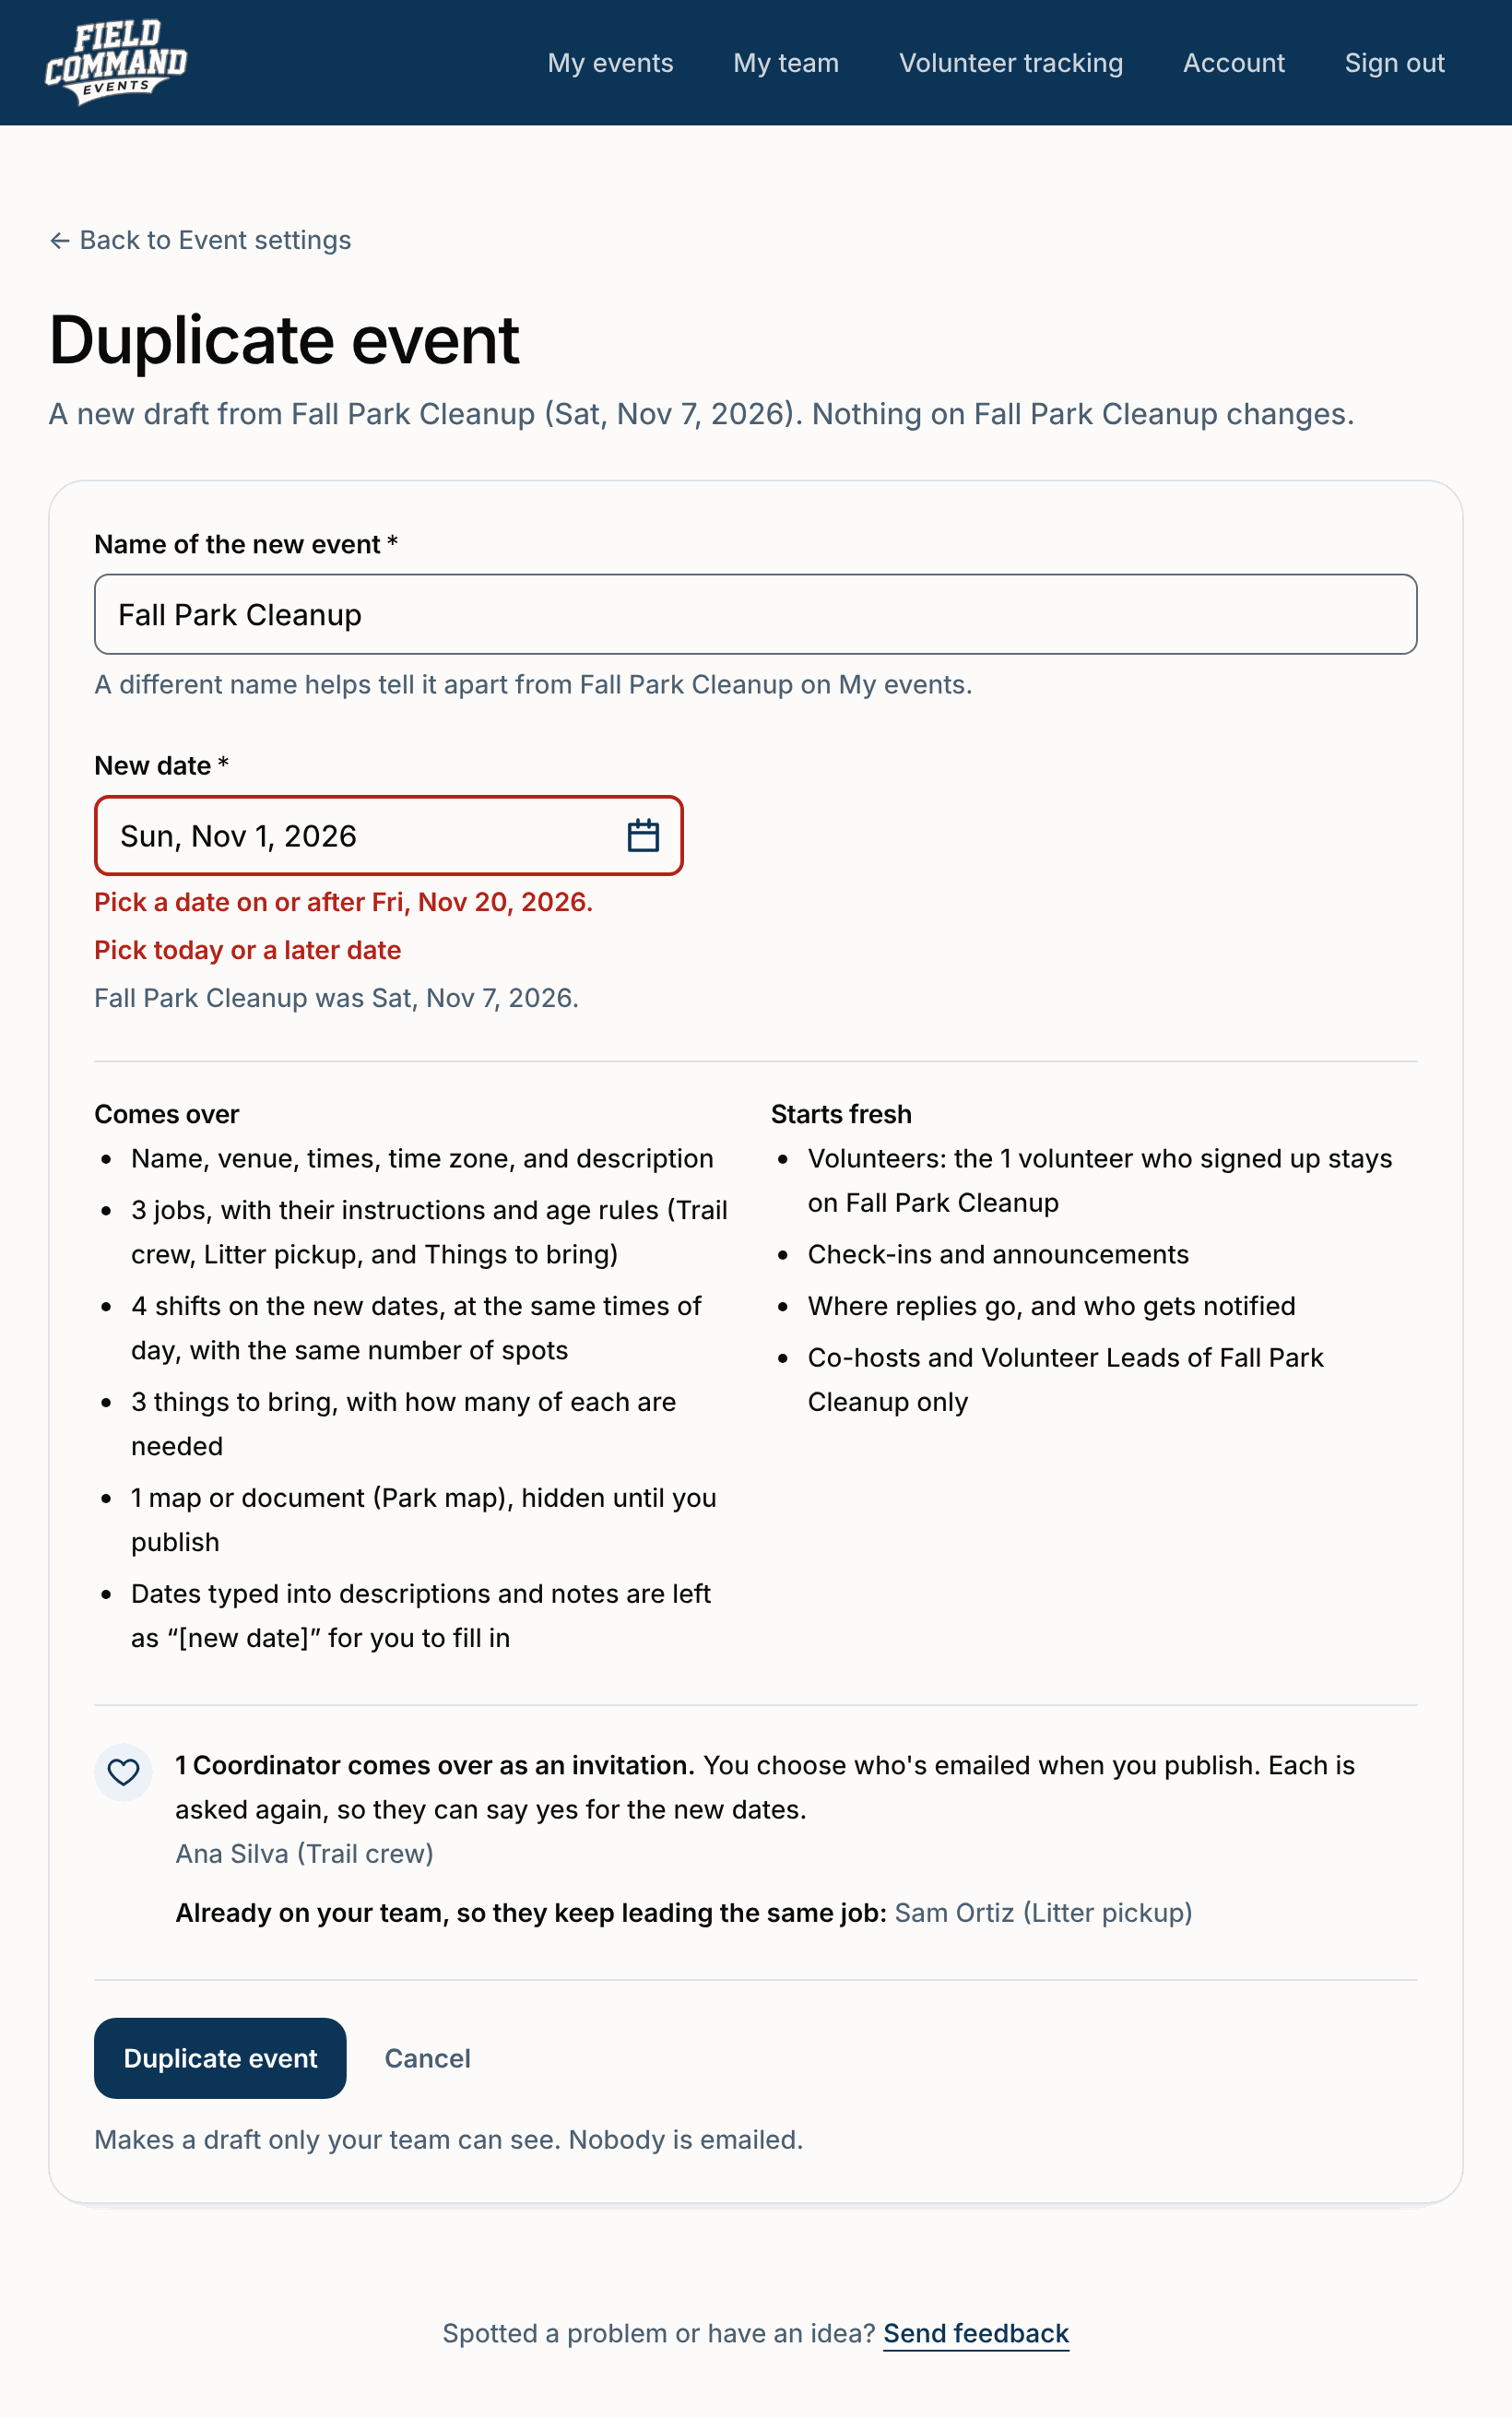 FIELD
COMMAND
EVENTS
My events
My team
Volunteer tracking
Account
Sign out
← Back to Event settings
Duplicate event
A new draft from Fall Park Cleanup (Sat, Nov 7, 2026). Nothing on Fall Park Cleanup changes.
Name of the new event *
Fall Park Cleanup
A different name helps tell it apart from Fall Park Cleanup on My events.
New date *
Sun, Nov 1, 2026
Pick a date on or after Fri, Nov 20, 2026.
Pick today or a later date
Fall Park Cleanup was Sat, Nov 7, 2026.
Comes over
• Name, venue, times, time zone, and description
• 3 jobs, with their instructions and age rules (Trail
crew, Litter pickup, and Things to bring)
• 4 shifts on the new dates, at the same times of
day, with the same number of spots
• 3 things to bring, with how many of each are
needed
• 1 map or document (Park map), hidden until you
publish
• Dates typed into descriptions and notes are left
as “[new date]” for you to fill in
Starts fresh
• Volunteers: the 1 volunteer who signed up stays
on Fall Park Cleanup
• Check-ins and announcements
• Where replies go, and who gets notified
• Co-hosts and Volunteer Leads of Fall Park
Cleanup only
1 Coordinator comes over as an invitation. You choose who's emailed when you publish. Each is
asked again, so they can say yes for the new dates.
Ana Silva (Trail crew)
Already on your team, so they keep leading the same job: Sam Ortiz (Litter pickup)
Duplicate event
Cancel
Makes a draft only your team can see. Nobody is emailed.
Spotted a problem or have an idea? Send feedback